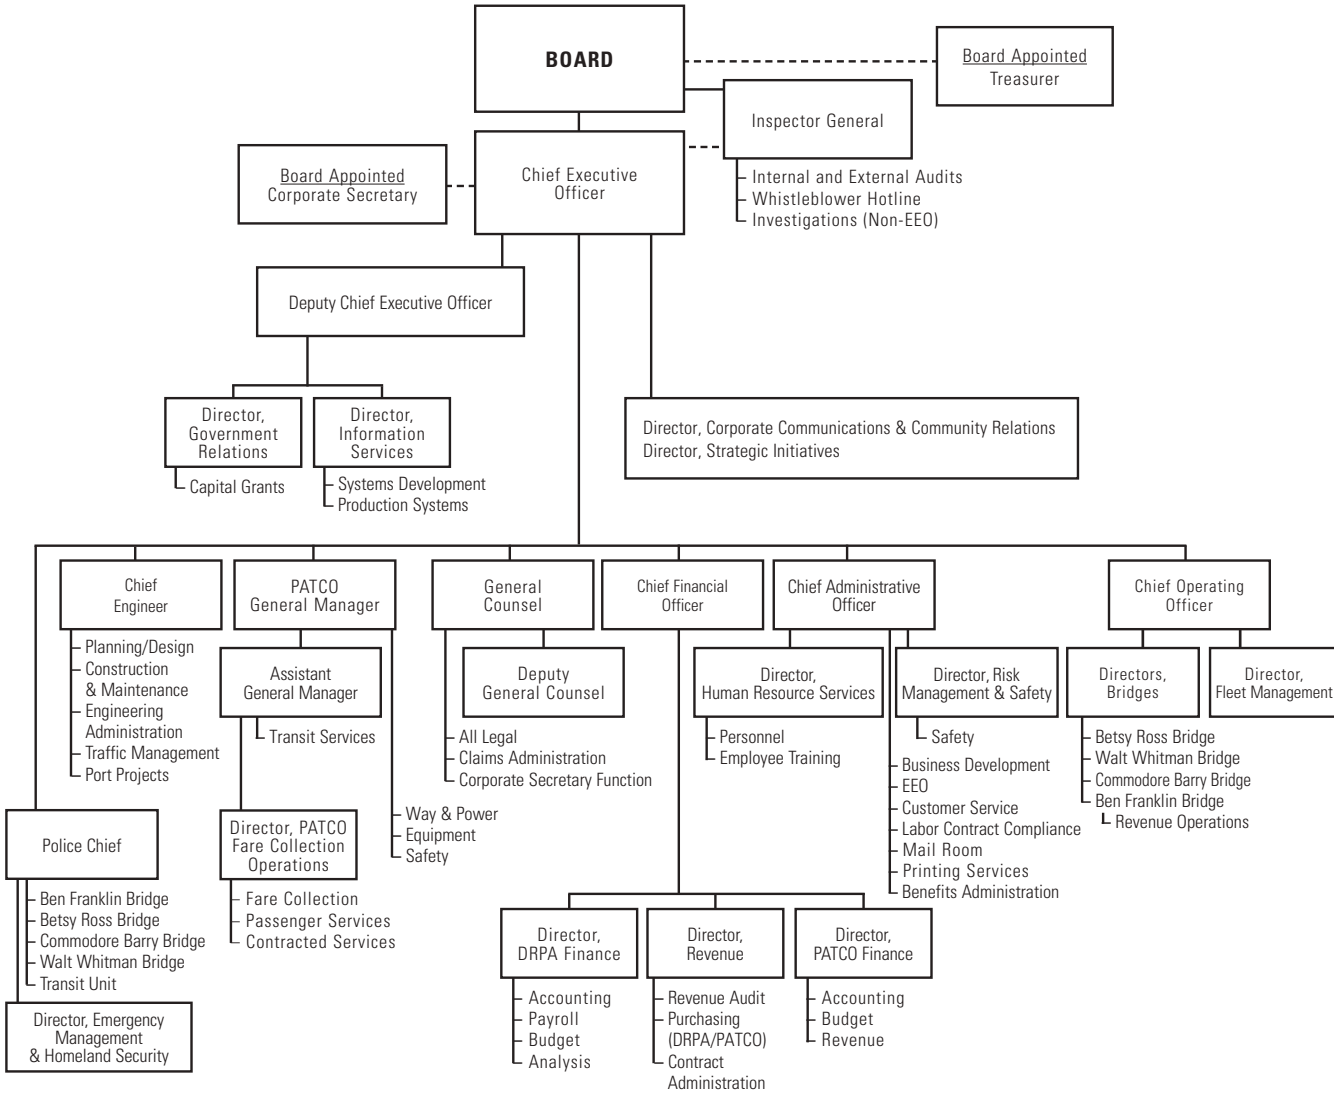 BOARD
Board Appointed
Treasurer
Inspector General
Internal and External Audits
Whistleblower Hotline
Investigations (Non-EEO)
Board Appointed
Corporate Secretary
Chief Executive
Officer
Deputy Chief Executive Officer
Director,
Government
Relations
Capital Grants
Director,
Information
Services
Systems Development
Production Systems
Director, Corporate Communications & Community Relations
Director, Strategic Initiatives
Chief
Engineer
Planning/Design
Construction
& Maintenance
Engineering
Administration
Traffic Management
Port Projects
PATCO
General Manager
Assistant
General Manager
Transit Services
Director, PATCO
Fare Collection
Operations
Fare Collection
Passenger Services
Contracted Services
Way & Power
Equipment
Safety
General
Counsel
Deputy
General Counsel
All Legal
Claims Administration
Corporate Secretary Function
Chief Financial
Officer
Chief Administrative
Officer
Director,
Human Resource Services
Personnel
Employee Training
Director, Risk
Management & Safety
Safety
Business Development
EEO
Customer Service
Labor Contract Compliance
Mail Room
Printing Services
Benefits Administration
Chief Operating
Officer
Directors,
Bridges
Betsy Ross Bridge
Walt Whitman Bridge
Commodore Barry Bridge
Ben Franklin Bridge
Revenue Operations
Director,
Fleet Management
Police Chief
Ben Franklin Bridge
Betsy Ross Bridge
Commodore Barry Bridge
Walt Whitman Bridge
Transit Unit
Director, Emergency
Management
& Homeland Security
Director,
DRPA Finance
Accounting
Payroll
Budget
Analysis
Director,
Revenue
Revenue Audit
Purchasing
(DRPA/PATCO)
Contract
Administration
Director,
PATCO Finance
Accounting
Budget
Revenue